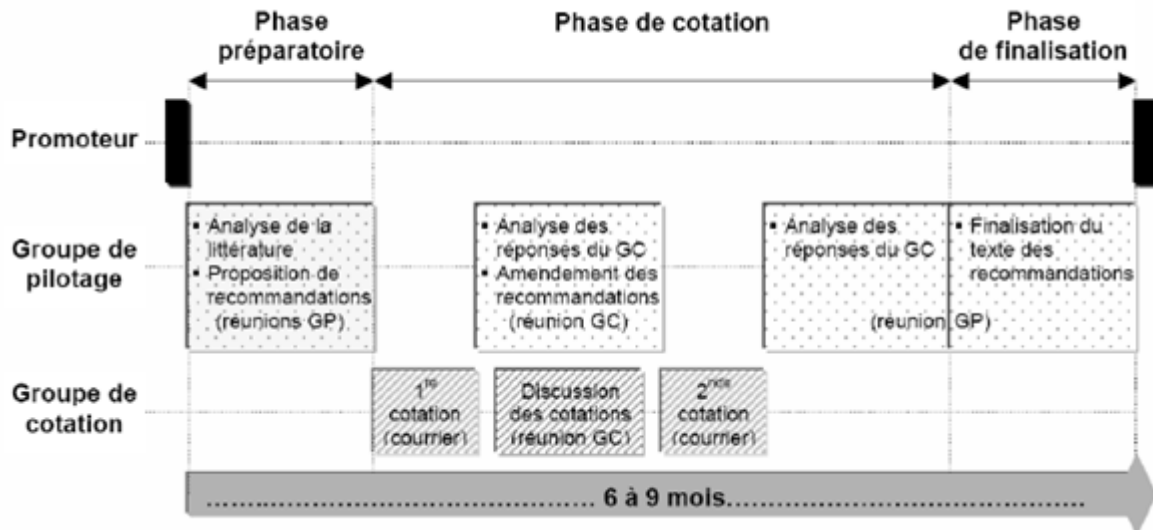 Phase
préparatoire
Phase de cotation
Phase
de finalisation
Promoteur
Groupe de
pilotage
▪ Analyse de la
littérature
▪ Proposition de
recommandations
(réunions GP)
▪ Analyse des
réponses du GC
▪ Amendement des
recommandations
(réunion GC)
▪ Analyse des
réponses du GC
▪ Finalisation du
texte des
recommandations
(réunion GP)
Groupe de
cotation
1re
cotation
(courrier)
Discussion
des cotations
(réunion GC)
2nde
cotation
(courrier)
6 à 9 mois